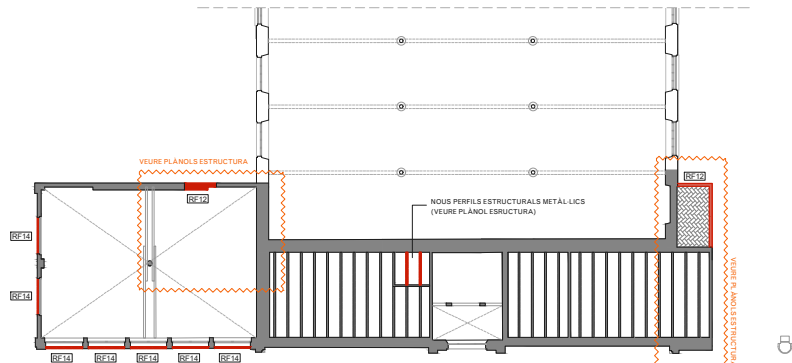 VEURE PLÀNOLS ESTRUCTURA
RF12
RF12
NOUS PERFILS ESTRUCTURALS METÀL·LICS
(VEURE PLÀNOL ESRUCTURA)
RF14
RF14
VEURE PLÀNOLS ESTRUCTURA
RF14
RF14
RF14
RF14
RF14